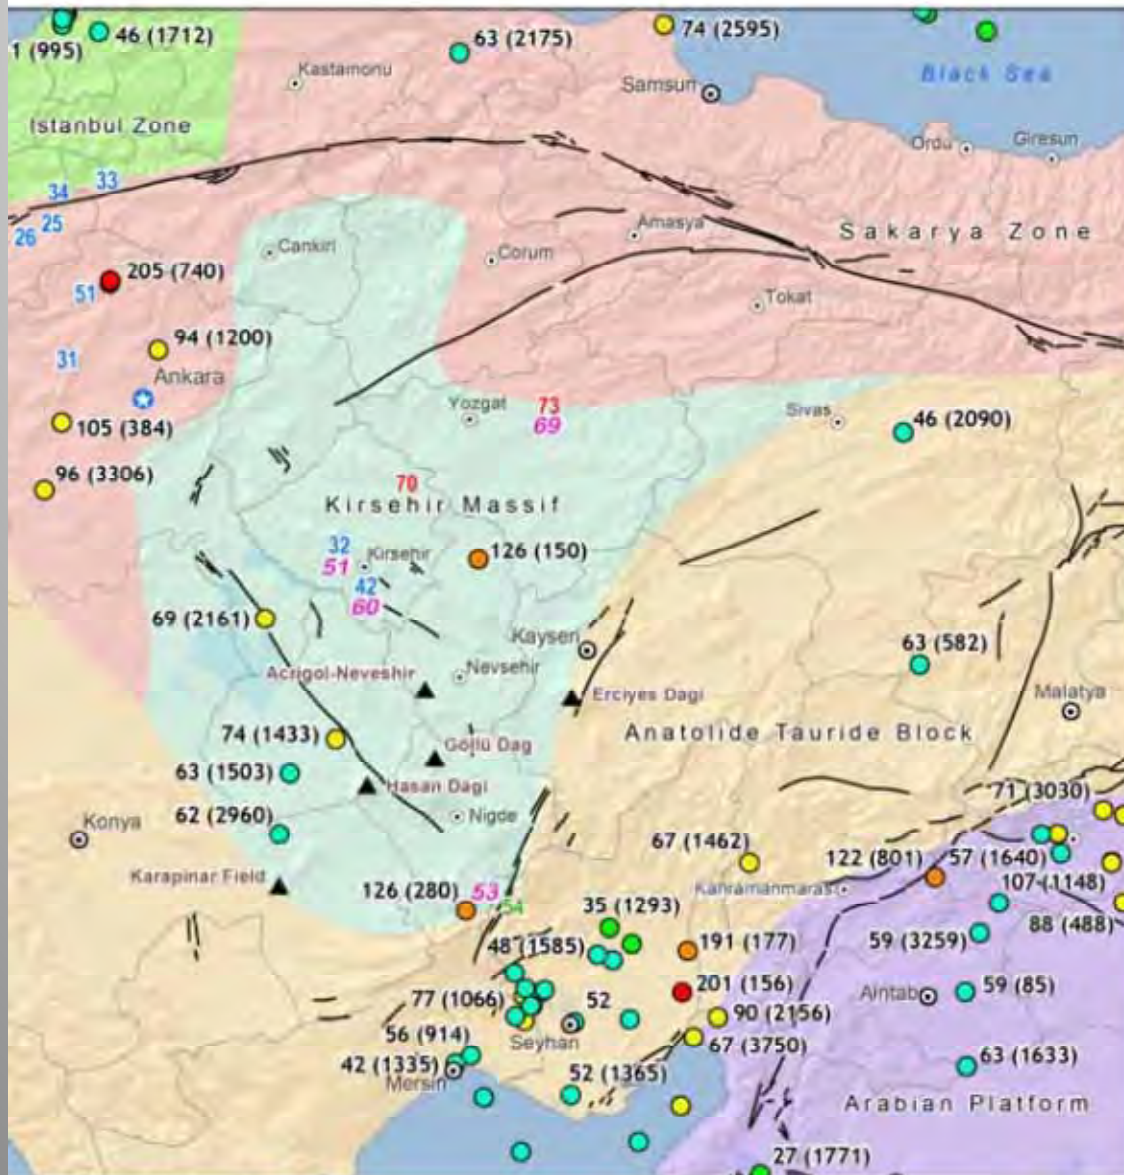 46 (1712)
63 (2175)
74 (2595)
1 (995)
Kastamonu
Black Sea
Samsun
Istanbul Zone
Ordu
Giresun
34
33
25
26
Amasya
Sakarya Zone
Cankiri
Corum
205 (740)
51
Tokat
94 (1200)
31
Ankara
Yozgat
73
69
Sivas
46 (2090)
105 (384)
96 (3306)
70
Kirsehir Massif
32
Kirsehir
51
126 (150)
42
60
69 (2161)
Kayseri
63 (582)
Acrigol-Neveshir
Nevsehir
Erciyes Dagi
Malatya
74 (1433)
Anatolide Tauride Block
Gollu Dag
63 (1503)
Hasan Dagi
71 (3030)
62 (2960)
Nigde
Konya
67 (1462)
122 (801)
57 (1640)
Karapinar Field
126 (280)
53
54
Kahramanmaras
107 (1148)
35 (1293)
88 (488)
48 (1585)
191 (177)
59 (3259)
77 (1066)
52
201 (156)
Aintab
59 (85)
90 (2156)
56 (914)
Seyhan
67 (3750)
42 (1335)
Mersin
52 (1365)
63 (1633)
Arabian Platform
27 (1771)